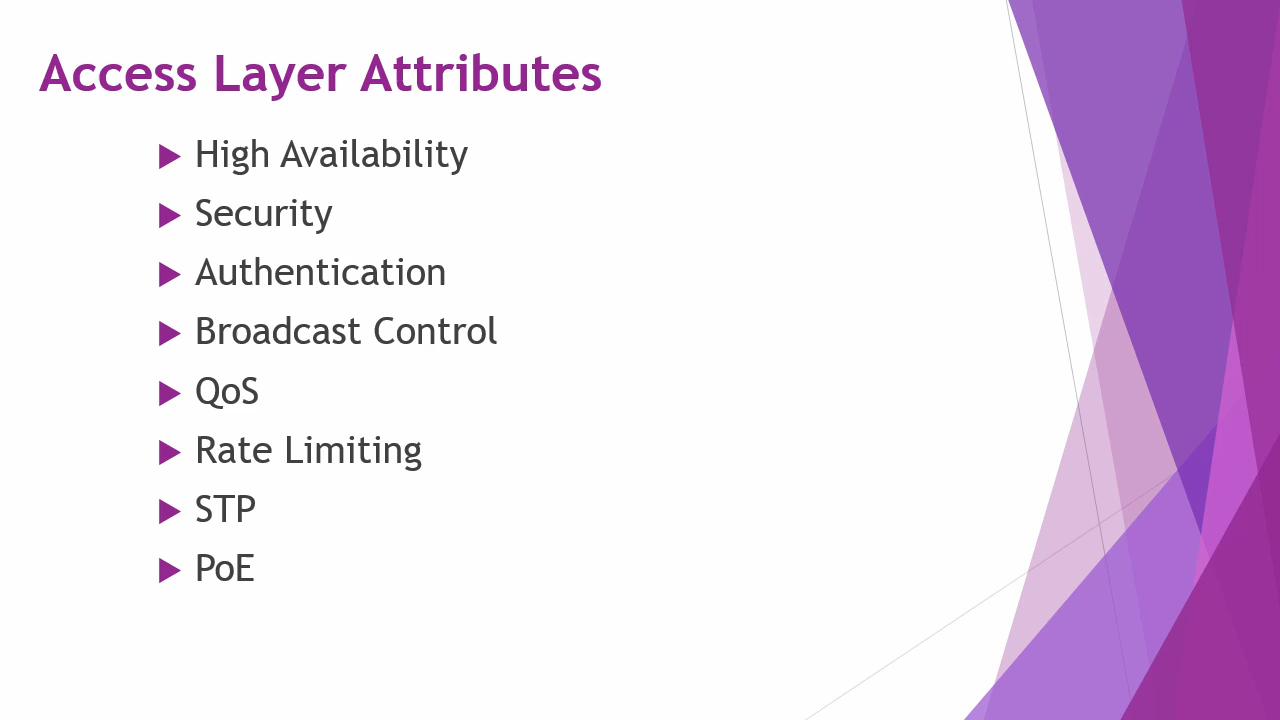 Access Layer Attributes
High Availability
Security
Authentication
Broadcast Control
QoS
Rate Limiting
STP
PoE